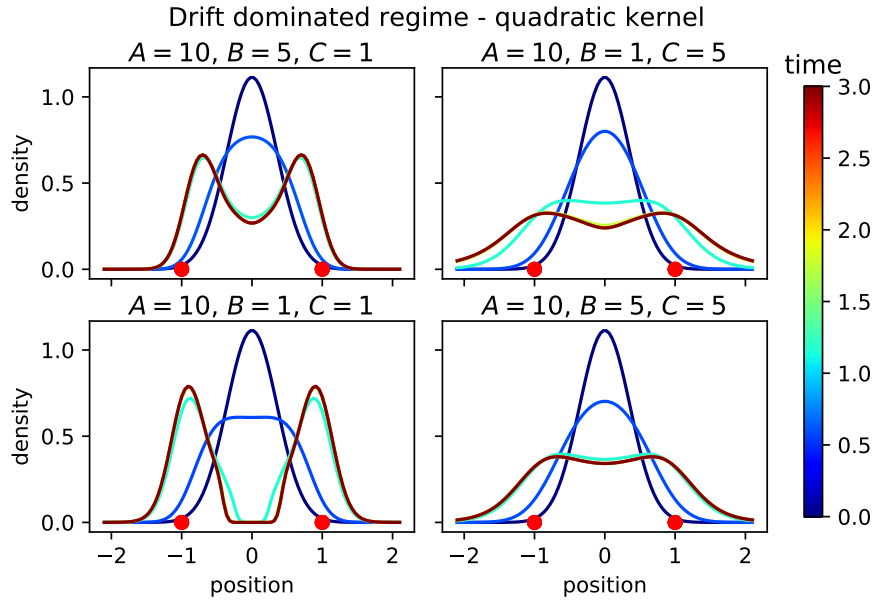 Drift dominated regime - quadratic kernel
A = 10, B = 5, C = 1
A = 10, B = 1, C = 5
time
density
1.0
0.5
0.0
3.0
2.5
2.0
1.5
1.0
0.5
0.0
A = 10, B = 1, C = 1
A = 10, B = 5, C = 5
density
1.0
0.5
0.0
−2 −1 0 1 2
−2 −1 0 1 2
position
position